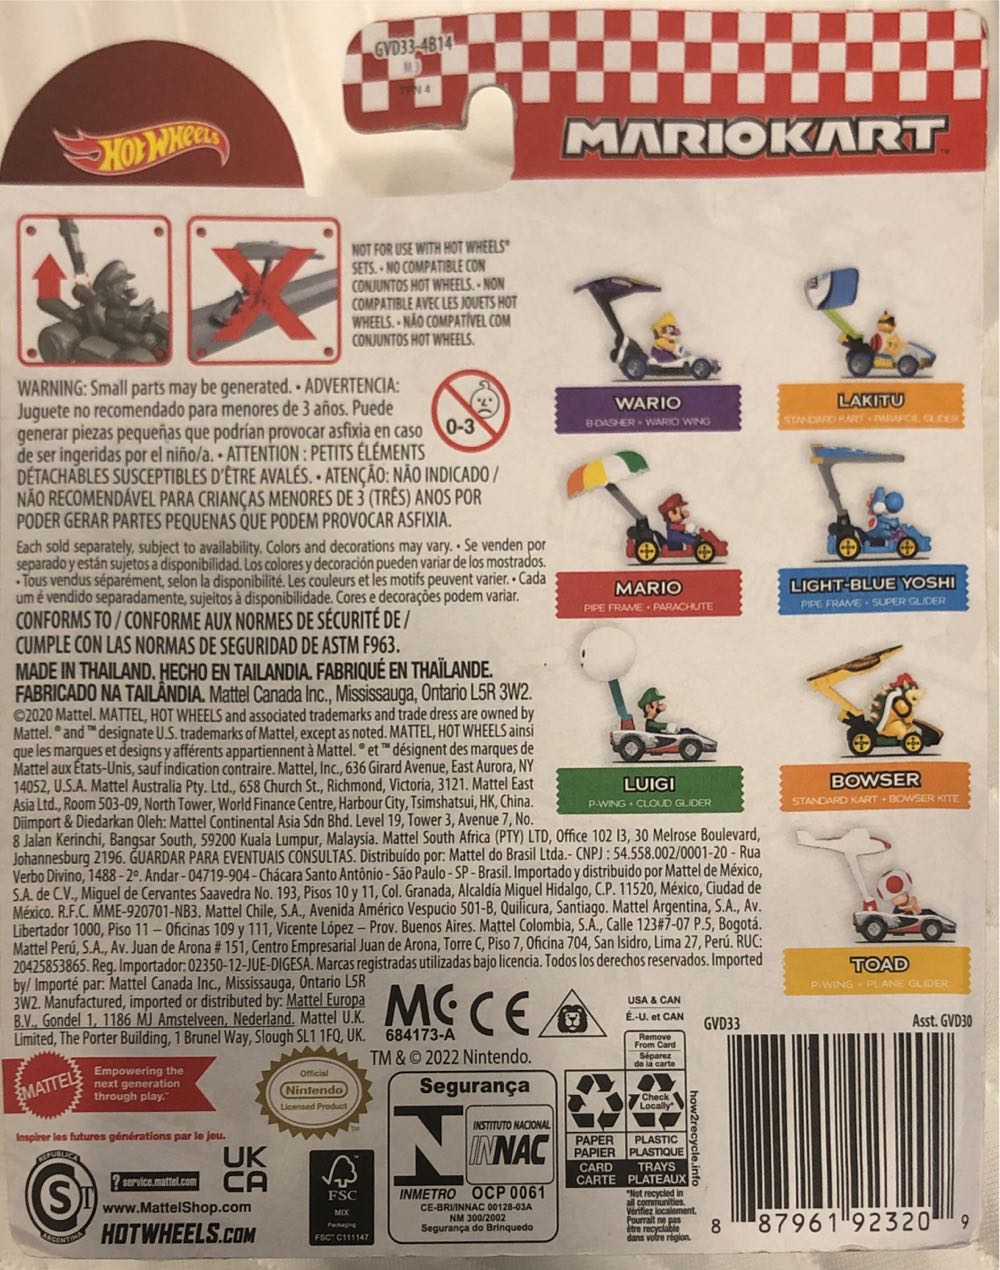 GVD33-4B14
HOT WHEELS
MARIOKART™
NOT FOR USE WITH HOT WHEELS®
SETS. • NO COMPATIBLE CON
CONJUNTOS HOT WHEELS. • NON
COMPATIBLE AVEC LES JOUETS HOT
WHEELS. • NÃO COMPATÍVEL COM
CONJUNTOS HOT WHEELS.
WARNING: Small parts may be generated. • ADVERTENCIA:
Juguete no recomendado para menores de 3 años. Puede
generar piezas pequeñas que podrían provocar asfixia en caso
de ser ingeridas por el niño/a. • ATTENTION : PETITS ÉLÉMENTS
DÉTACHABLES SUSCEPTIBLES D'ÊTRE AVALÉS. • ATENÇÃO: NÃO INDICADO /
NÃO RECOMENDÁVEL PARA CRIANÇAS MENORES DE 3 (TRÊS) ANOS POR
PODER GERAR PARTES PEQUENAS QUE PODEM PROVOCAR ASFIXIA.
0-3
Each sold separately, subject to availability. Colors and decorations may vary. • Se venden por
separado y están sujetos a disponibilidad. Los colores y decoración pueden variar de los mostrados.
• Tous vendus séparément, selon la disponibilité. Les couleurs et les motifs peuvent varier. • Cada
um é vendido separadamente, sujeitos à disponibilidade. Cores e decorações podem variar.
CONFORMS TO / CONFORME AUX NORMES DE SÉCURITÉ DE /
CUMPLE CON LAS NORMAS DE SEGURIDAD DE ASTM F963.
MADE IN THAILAND. HECHO EN TAILANDIA. FABRIQUÉ EN THAÏLANDE.
FABRICADO NA TAILÂNDIA. Mattel Canada Inc., Mississauga, Ontario L5R 3W2.
©2020 Mattel. MATTEL, HOT WHEELS and associated trademarks and trade dress are owned by
Mattel. ® and ™ designate U.S. trademarks of Mattel, except as noted. MATTEL, HOT WHEELS ainsi
que les marques et designs y afférents appartiennent à Mattel. ® et ™ désignent des marques de
Mattel aux États-Unis, sauf indication contraire. Mattel, Inc., 636 Girard Avenue, East Aurora, NY
14052, U.S.A. Mattel Australia Pty. Ltd., 658 Church St., Richmond, Victoria, 3121. Mattel East
Asia Ltd., Room 503-09, North Tower, World Finance Centre, Harbour City, Tsimshatsui, HK, China.
Diimport & Diedarkan Oleh: Mattel Continental Asia Sdn Bhd. Level 19, Tower 3, Avenue 7, No.
8 Jalan Kerinchi, Bangsar South, 59200 Kuala Lumpur, Malaysia. Mattel South Africa (PTY) LTD, Office 102 I3, 30 Melrose Boulevard,
Johannesburg 2196. GUARDAR PARA EVENTUAIS CONSULTAS. Distribuído por: Mattel do Brasil Ltda.- CNPJ : 54.558.002/0001-20 - Rua
Verbo Divino, 1488 - 2º. Andar - 04719-904 - Chácara Santo Antônio - São Paulo - SP - Brasil. Importado y distribuido por Mattel de México,
S.A. de C.V., Miguel de Cervantes Saavedra No. 193, Pisos 10 y 11, Col. Granada, Alcaldía Miguel Hidalgo, C.P. 11520, México, Ciudad de
México. R.F.C. MME-920701-NB3. Mattel Chile, S.A., Avenida Américo Vespucio 501-B, Quilicura, Santiago. Mattel Argentina, S.A., Av.
Libertador 1000, Piso 11 – Oficinas 109 y 111, Vicente López – Prov. Buenos Aires. Mattel Colombia, S.A., Calle 123#7-07 P.5, Bogotá.
Mattel Perú, S.A., Av. Juan de Arona # 151, Centro Empresarial Juan de Arona, Torre C, Piso 7, Oficina 704, San Isidro, Lima 27, Perú. RUC:
20425853865. Reg. Importador: 02350-12-JUE-DIGESA. Marcas registradas utilizadas bajo licencia. Todos los derechos reservados. Imported
by/ Importé par: Mattel Canada Inc., Mississauga, Ontario L5R
3W2. Manufactured, imported or distributed by: Mattel Europa
B.V., Gondel 1, 1186 MJ Amstelveen, Nederland. Mattel U.K.
Limited, The Porter Building, 1 Brunel Way, Slough SL1 1FQ, UK.
WARIO
B-DASHER • WARIO WING
LAKITU
STANDARD KART • PARAFOIL GLIDER
MARIO
PIPE FRAME • PARACHUTE
LIGHT-BLUE YOSHI
PIPE FRAME • SUPER GLIDER
LUIGI
P-WING • CLOUD GLIDER
BOWSER
STANDARD KART • BOWSER KITE
TOAD
P-WING • PLANE GLIDER
MC CE
684173-A
USA & CAN
É.-U. et CAN
TM & © 2022 Nintendo.
MATTEL
Empowering the
next generation
through play.™
Inspirer les futures générations par le jeu.
Official
Nintendo
Licensed Product
TM
REPUBLICA
S
ARGENTINA
? service.mattel.com
UK
CA
www.MattelShop.com
HOTWHEELS.COM
FSC
MIX
Packaging
FSC® C111147
Segurança
INSTITUTO NACIONAL
INNAC
INMETRO OCP 0061
CE-BRI/INNAC 00128-03A
NM 300/2002
Segurança do Brinquedo
Remove
From Card
Séparez
de la carte
Check
Locally*
PAPER
PAPIER
CARD
CARTE
PLASTIC
PLASTIQUE
TRAYS
PLATEAUX
*Not recycled in
all communities.
Vérifiez localement.
Pourrait ne pas
être recyclable
dans votre région.
how2recycle.info
GVD33
Asst. GVD30
8 87961 92320 9